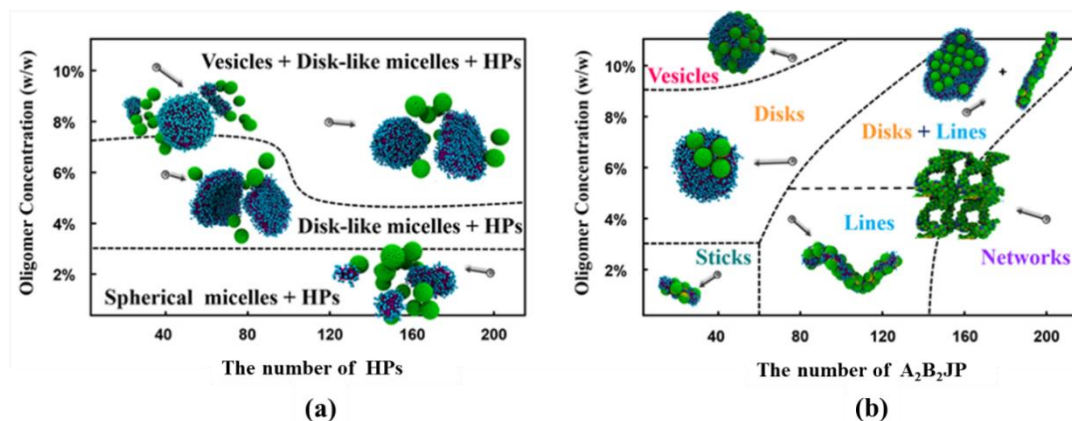 Oligomer Concentration (w/w)
10%
8%
6%
4%
2%
Vesicles + Disk-like micelles + HPs
Disk-like micelles + HPs
Spherical micelles + HPs
40
80
120
160
200
The number of HPs
(a)
Oligomer Concentration (w/w)
10%
8%
6%
4%
2%
Vesicles
Disks
+
Disks + Lines
Lines
Sticks
Networks
40
80
120
160
200
The number of A₂B₂JP
(b)